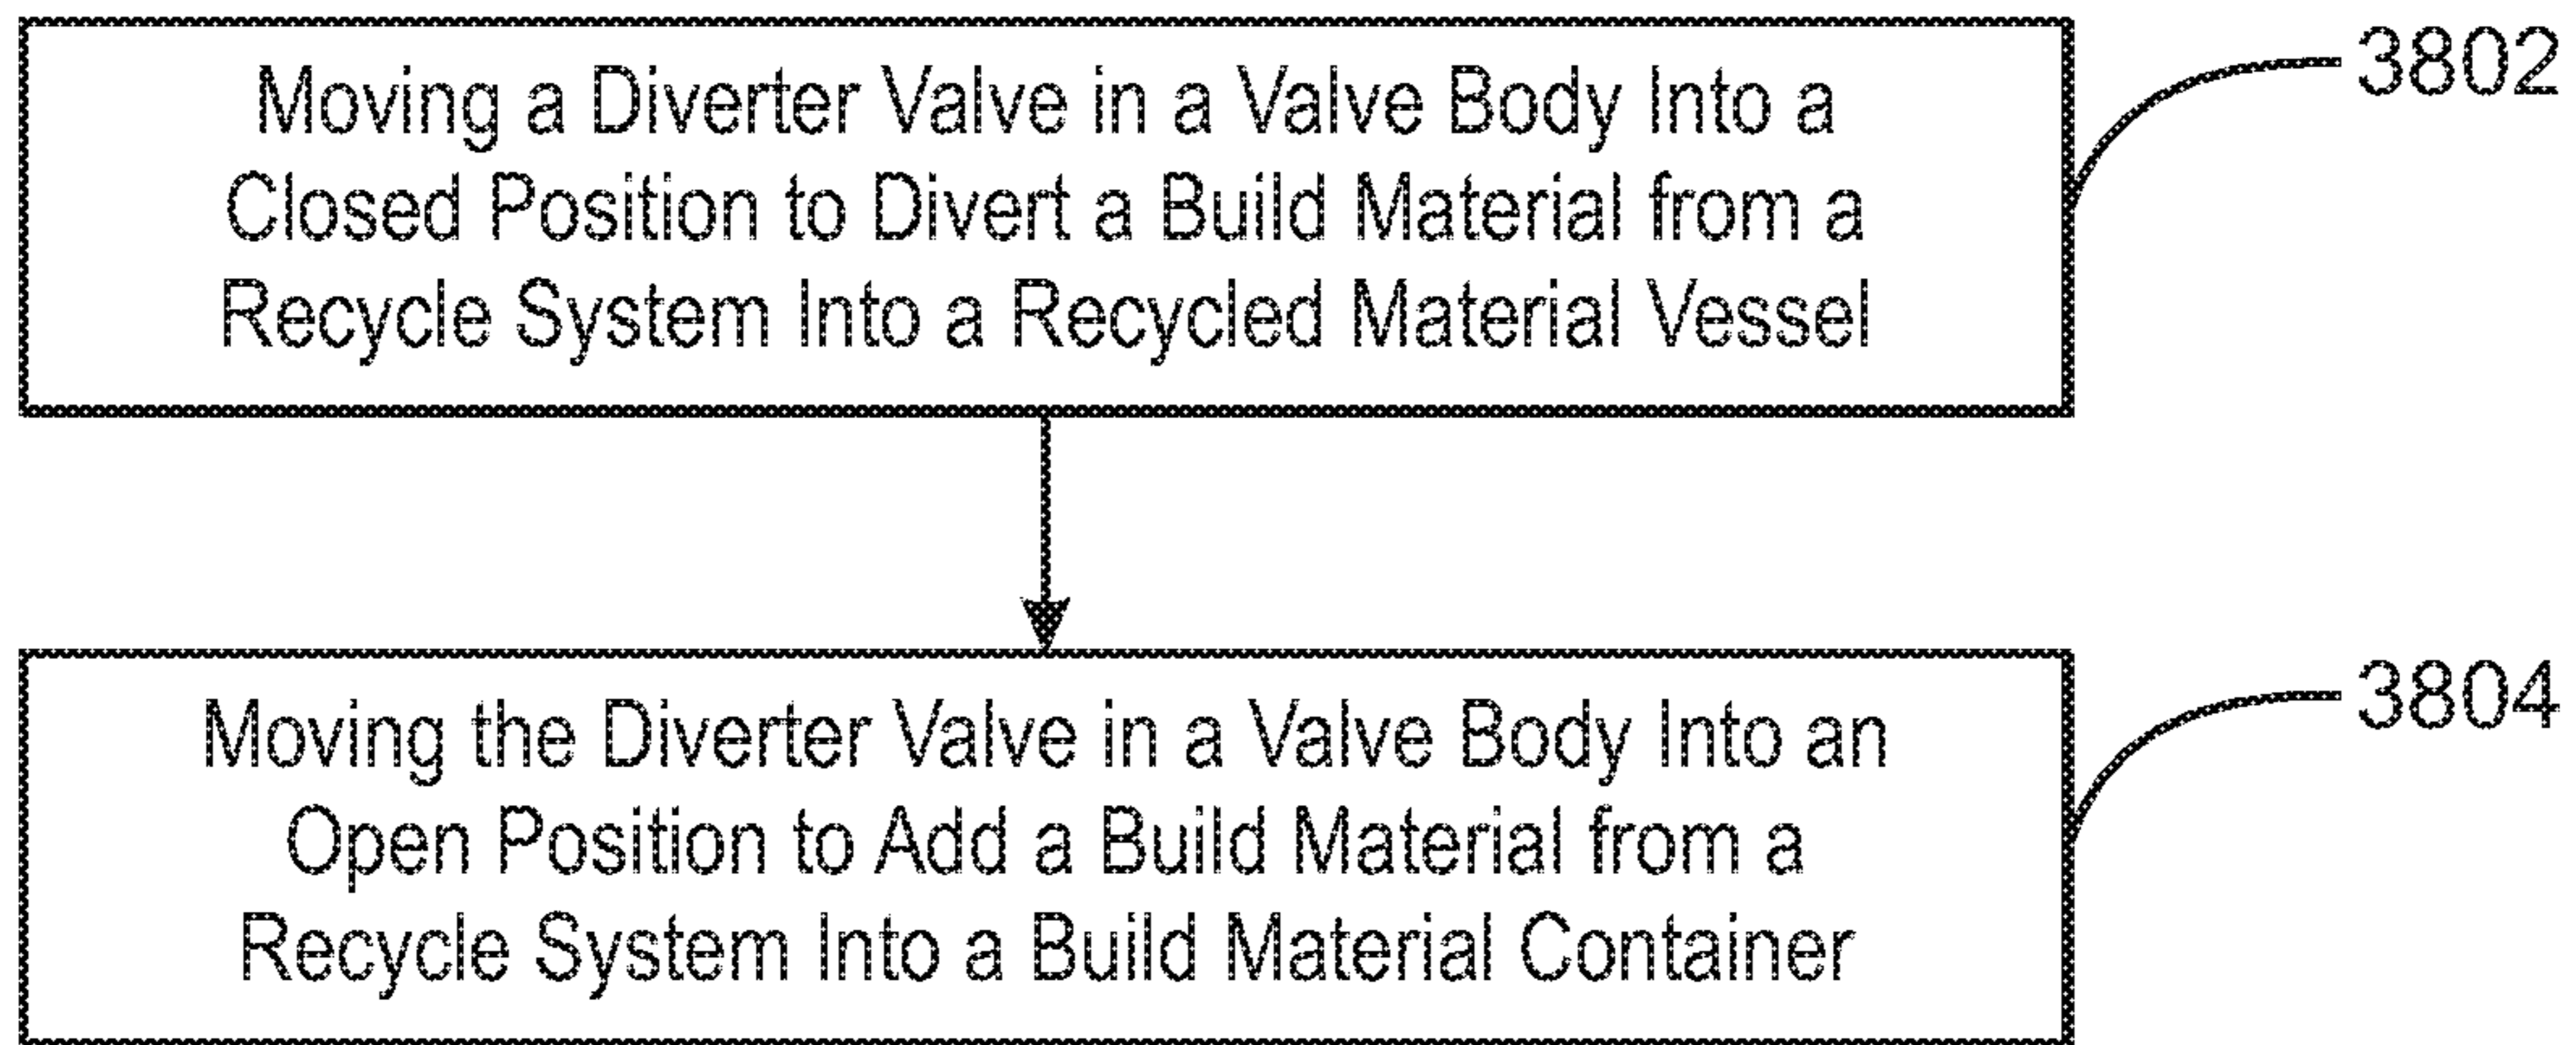 Moving a Diverter Valve in a Valve Body Into a
Closed Position to Divert a Build Material from a
Recycle System Into a Recycled Material Vessel
3802
Moving the Diverter Valve in a Valve Body Into an
Open Position to Add a Build Material from a
Recycle System Into a Build Material Container
3804